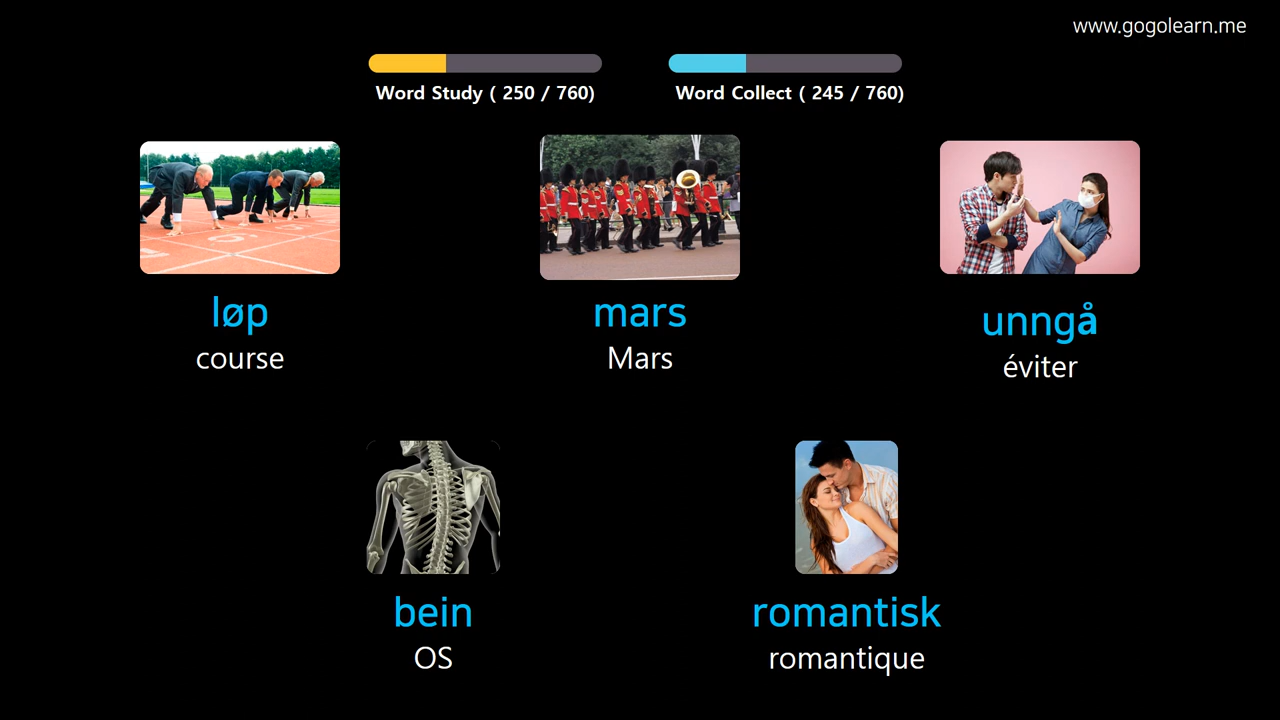 www.gogolearn.me
Word Study ( 250 / 760)
Word Collect ( 245 / 760)
løp
course
mars
Mars
unngå
éviter
bein
OS
romantisk
romantique